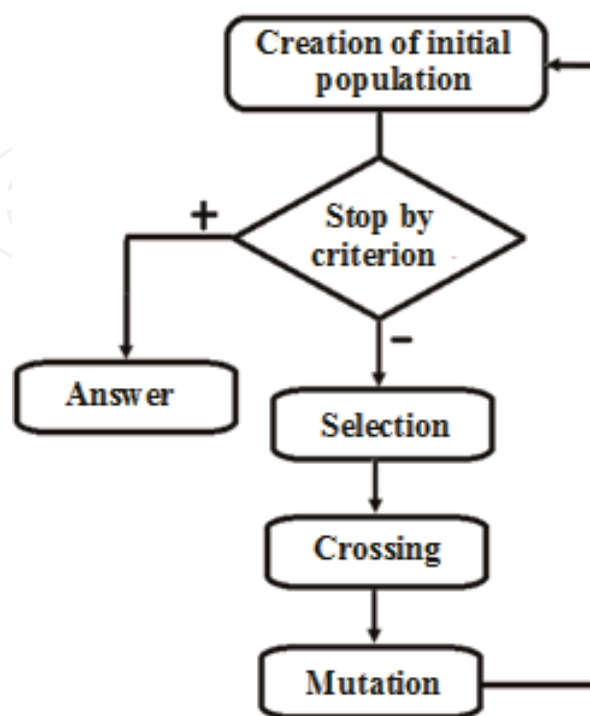 Creation of initial
population
Stop by
criterion
+
-
Answer
Selection
Crossing
Mutation